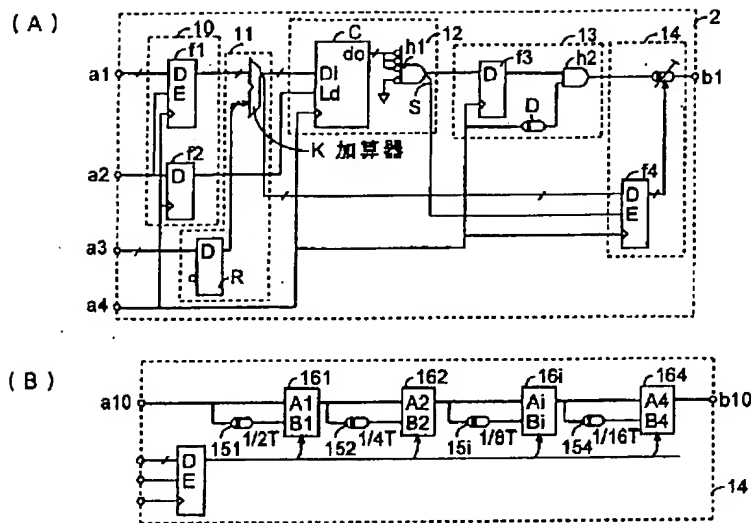 (A)
10
11
C
12
13
14
2
f1
do
h1
f3
h2
a1
D
E
DI
Ld
D
b1
S
D
K 加算器
f2
a2
D
f4
D
E
a3
D
R
a4
(B)
161
162
16i
164
a10
A1
B1
A2
B2
Ai
Bi
A4
B4
b10
151
1/2T
152
1/4T
15i
1/8T
154
1/16T
D
E
14